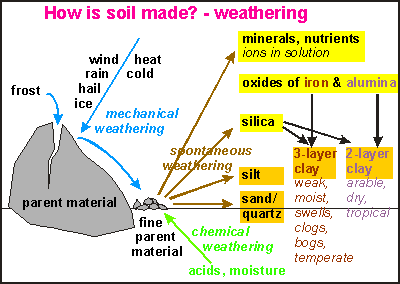 How is soil made? - weathering
wind heat
rain cold
hail
ice
frost
mechanical
weathering
parent material
fine
parent
material
spontaneous
weathering
chemical
weathering
acids, moisture
minerals, nutrients
ions in solution
oxides of iron & alumina
silica
silt
sand/
quartz
3-layer
clay
weak,
moist,
swells,
clogs,
bogs,
temperate
2-layer
clay
arable,
dry,
tropical